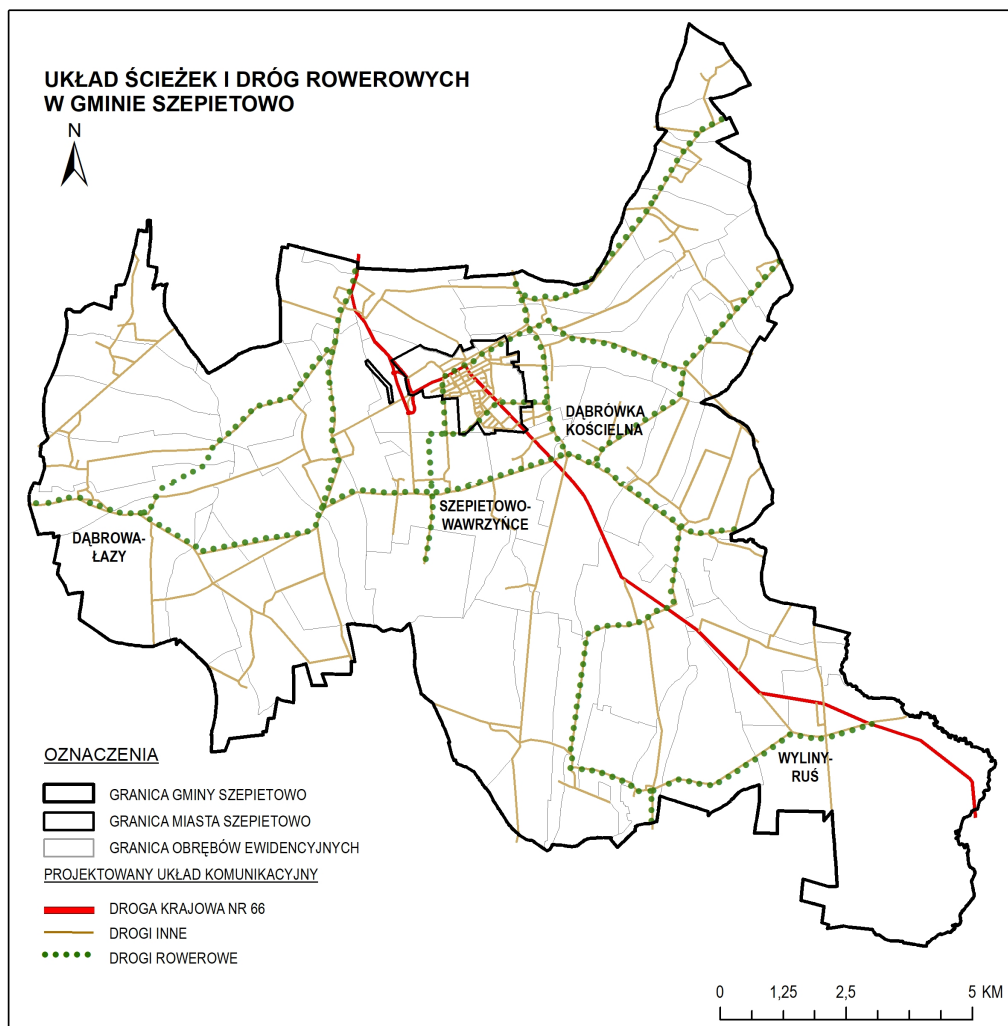 UKŁAD ŚCIEŻEK I DRÓG ROWEROWYCH
W GMINIE SZEPIETOWO
N
DĄBRÓWKA
KOŚCIELNA
SZEPIETOWO-
WAWRZYŃCE
DĄBROWA-
ŁAZY
WYLINY-
RUŚ
OZNACZENIA
GRANICA GMINY SZEPIETOWO
GRANICA MIASTA SZEPIETOWO
GRANICA OBRĘBÓW EWIDENCYJNYCH
PROJEKTOWANY UKŁAD KOMUNIKACYJNY
DROGA KRAJOWA NR 66
DROGI INNE
DROGI ROWEROWE
0 1,25 2,5 5 KM